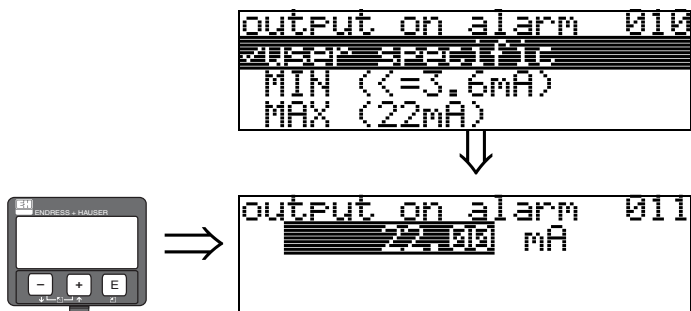 output on alarm 010
✓user specific
MIN (<=3.6mA)
MAX (22mA)
output on alarm 011
22.00 mA
EH
ENDRESS + HAUSER
- + E